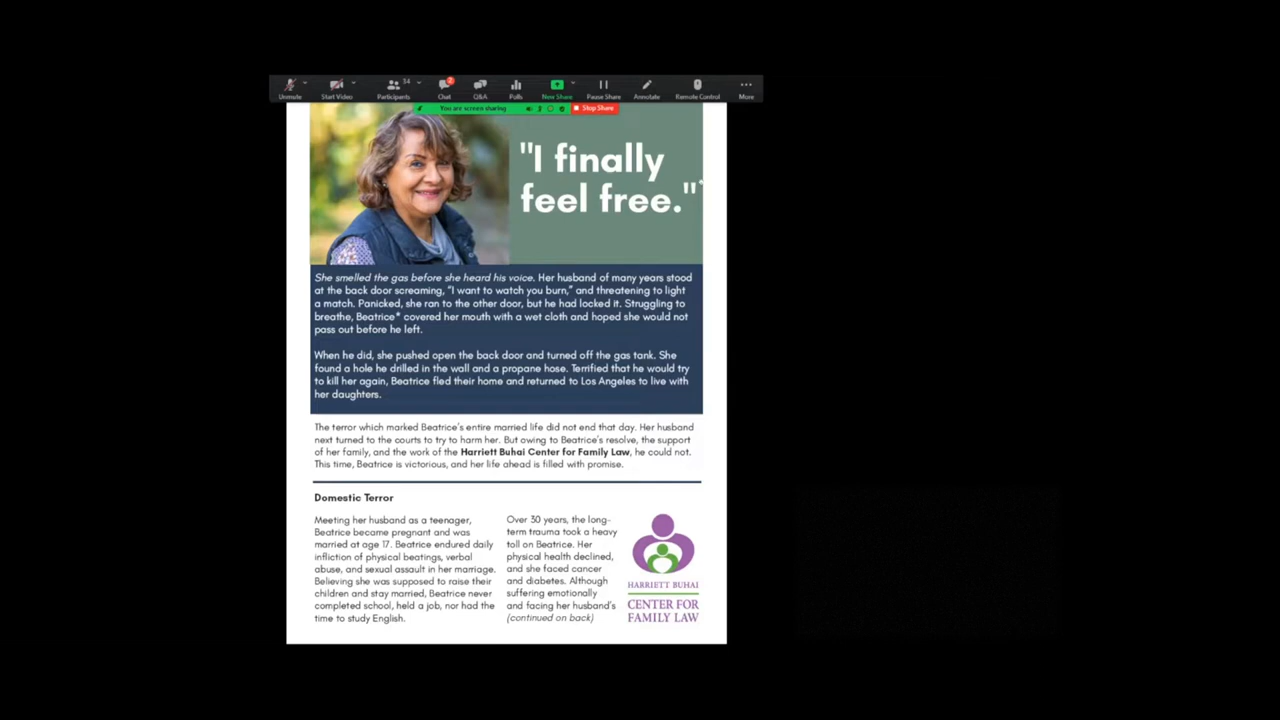 Unmute
Start Video
Participants
34
Chat
2
Q&A
Polls
New Share
Pause Share
Annotate
Remote Control
More
You are screen sharing
Stop Share
"I finally
feel free."*
She smelled the gas before she heard his voice. Her husband of many years stood
at the back door screaming, "I want to watch you burn," and threatening to light
a match. Panicked, she ran to the other door, but he had locked it. Struggling to
breathe, Beatrice* covered her mouth with a wet cloth and hoped she would not
pass out before he left.
When he did, she pushed open the back door and turned off the gas tank. She
found a hole he drilled in the wall and a propane hose. Terrified that he would try
to kill her again, Beatrice fled their home and returned to Los Angeles to live with
her daughters.
The terror which marked Beatrice's entire married life did not end that day. Her husband
next turned to the courts to try to harm her. But owing to Beatrice's resolve, the support
of her family, and the work of the Harriett Buhai Center for Family Law, he could not.
This time, Beatrice is victorious, and her life ahead is filled with promise.
Domestic Terror
Meeting her husband as a teenager,
Beatrice became pregnant and was
married at age 17. Beatrice endured daily
infliction of physical beatings, verbal
abuse, and sexual assault in her marriage.
Believing she was supposed to raise their
children and stay married, Beatrice never
completed school, held a job, nor had the
time to study English.
Over 30 years, the long-
term trauma took a heavy
toll on Beatrice. Her
physical health declined,
and she faced cancer
and diabetes. Although
suffering emotionally
and facing her husband's
(continued on back)
HARRIETT BUHAI
CENTER FOR
FAMILY LAW